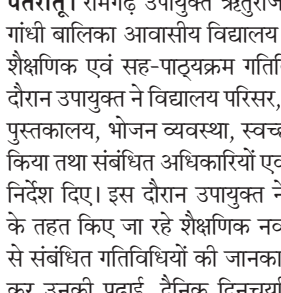 पतरातू। रामगढ़ उपायुक्त ऋतुराज
गांधी बालिका आवासीय विद्यालय
शैक्षणिक एवं सह-पाठ्यक्रम गति
दौरान उपायुक्त ने विद्यालय परिसर,
पुस्तकालय, भोजन व्यवस्था, स्वच्
किया तथा संबंधित अधिकारियों ए
निर्देश दिए। इस दौरान उपायुक्त ने
के तहत किए जा रहे शैक्षणिक नव
से संबंधित गतिविधियों की जानका
कर उनकी पढ़ाई, दैनिक दिनचर्या